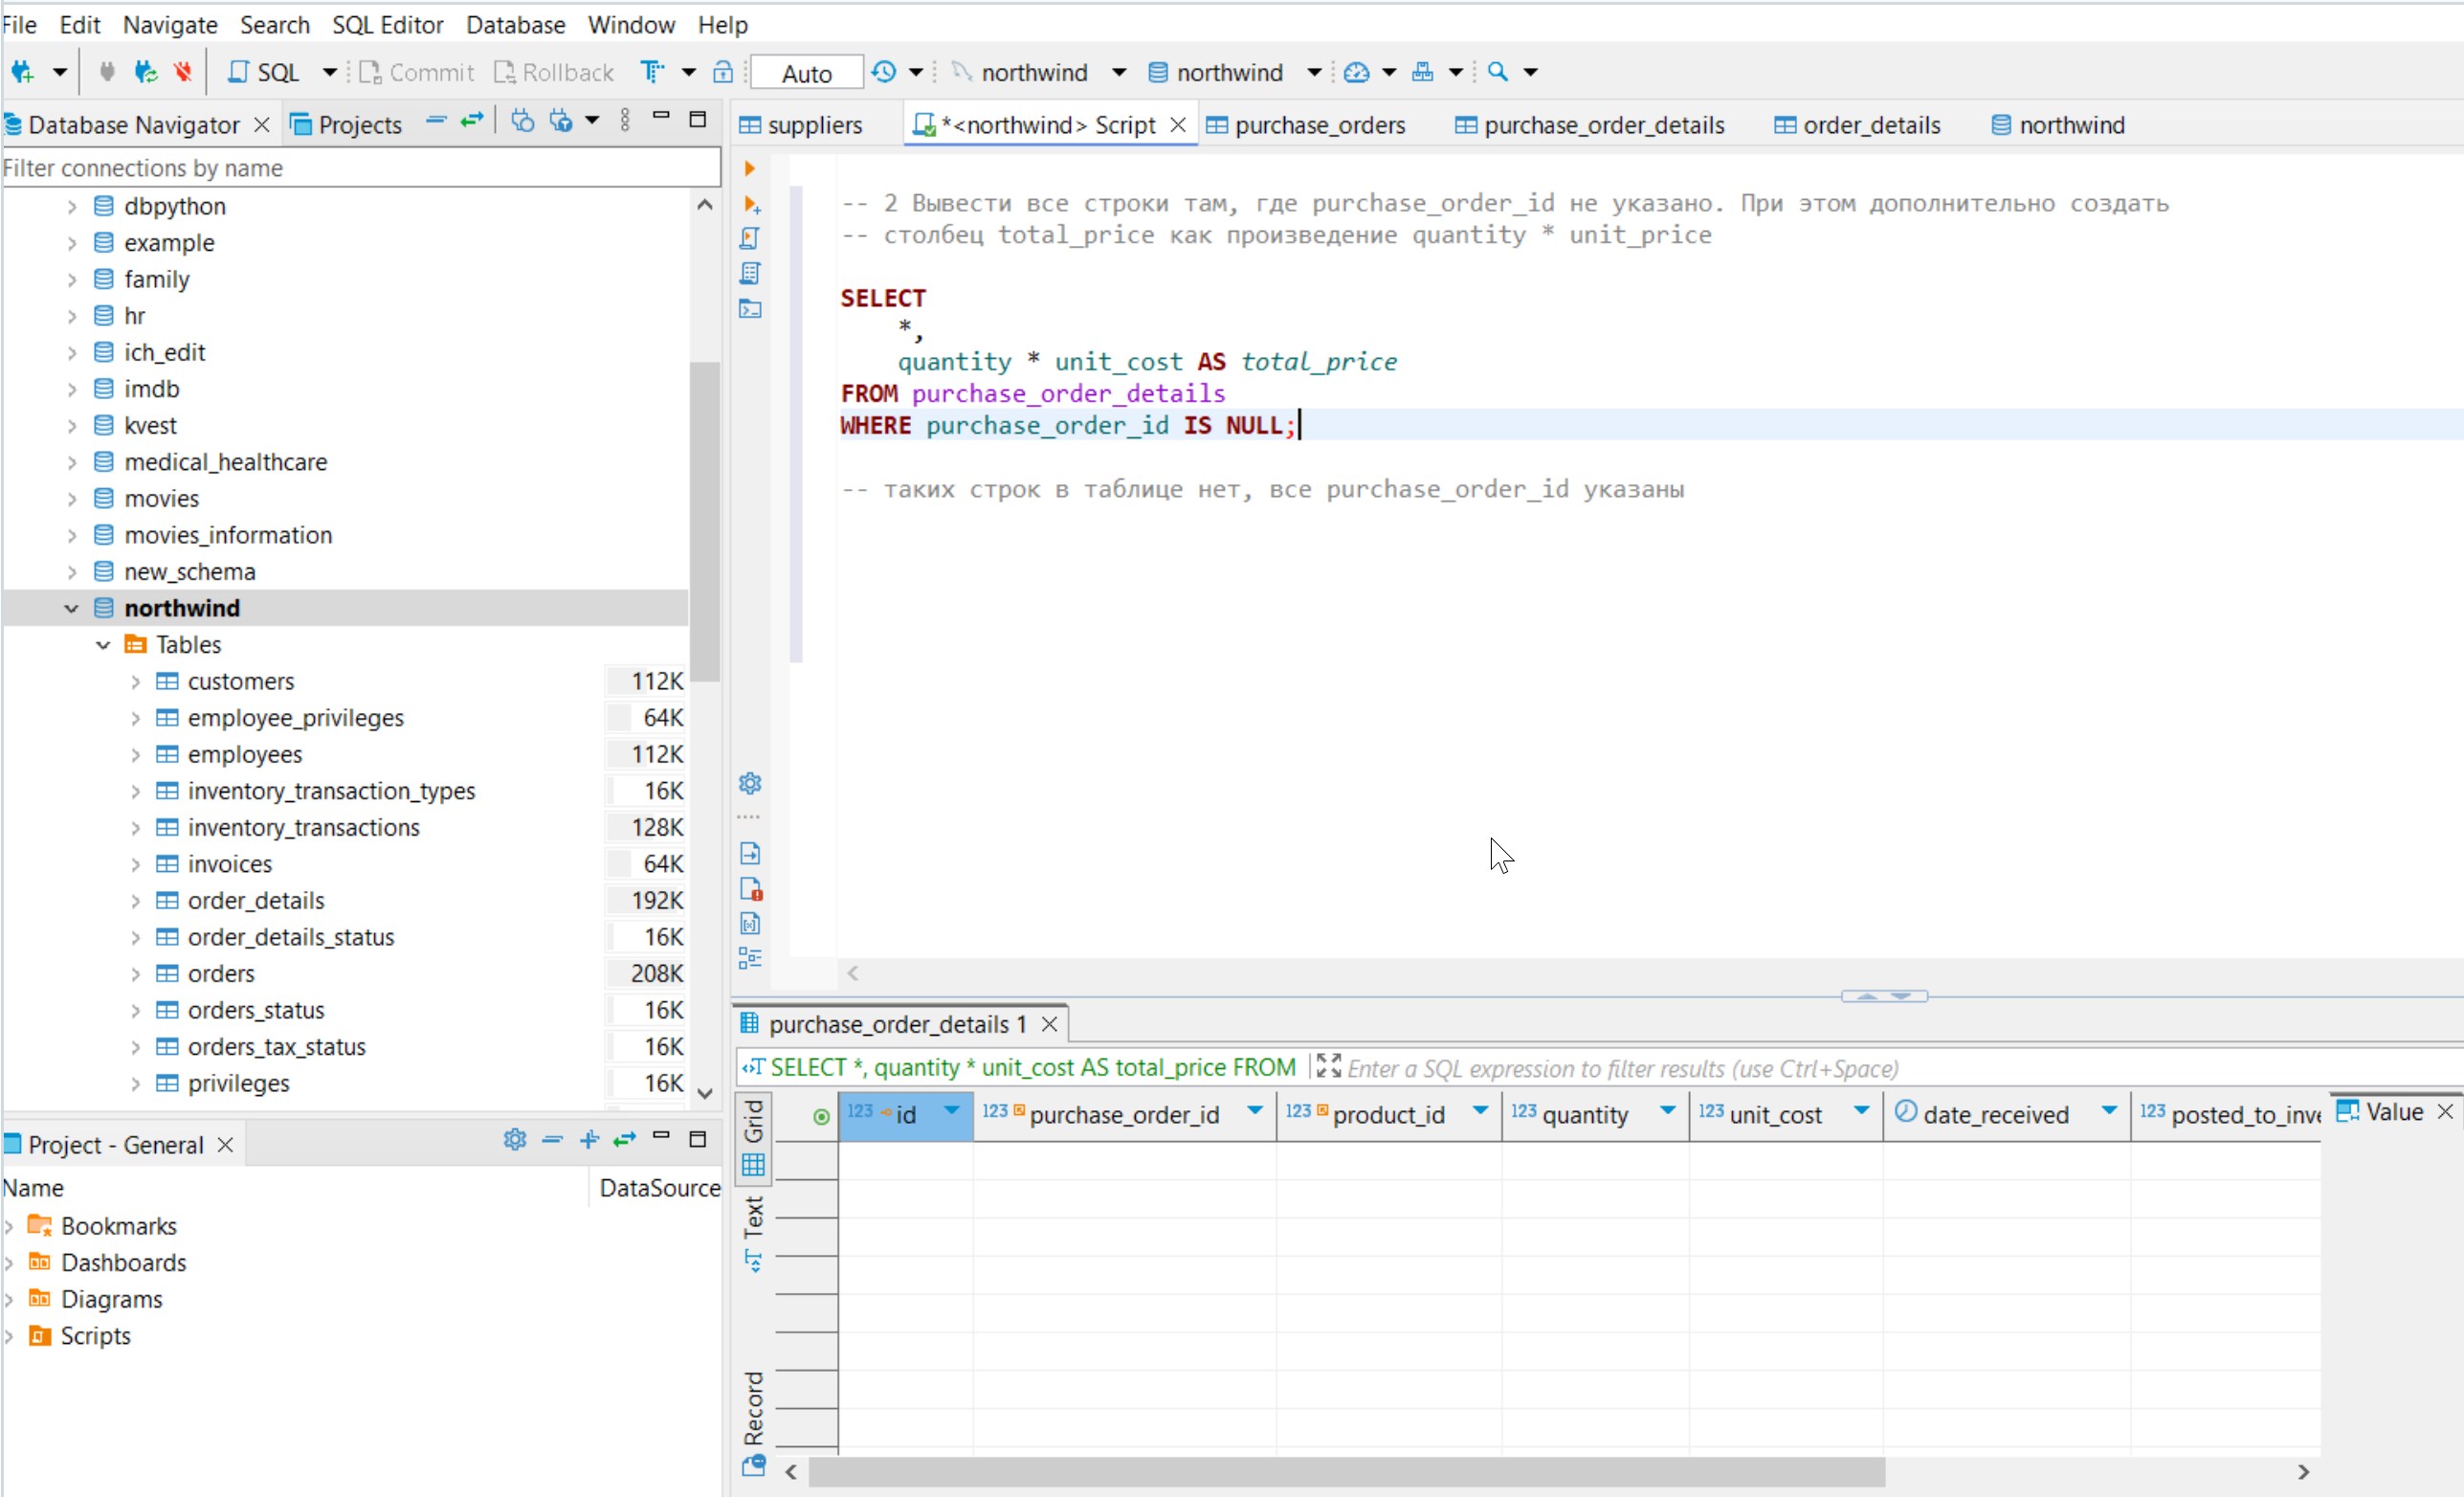 File Edit Navigate Search SQL Editor Database Window Help
SQL Commit Rollback Auto northwind northwind
Database Navigator Projects
Filter connections by name
dbpython
example
family
hr
ich_edit
imdb
kvest
medical_healthcare
movies
movies_information
new_schema
northwind
Tables
customers 112K
employee_privileges 64K
employees 112K
inventory_transaction_types 16K
inventory_transactions 128K
invoices 64K
order_details 192K
order_details_status 16K
orders 208K
orders_status 16K
orders_tax_status 16K
privileges 16K
Project - General
Name DataSource
Bookmarks
Dashboards
Diagrams
Scripts
suppliers *<northwind> Script purchase_orders purchase_order_details order_details northwind
-- 2 Вывести все строки там, где purchase_order_id не указано. При этом дополнительно создать
-- столбец total_price как произведение quantity * unit_price
SELECT
*,
quantity * unit_cost AS total_price
FROM purchase_order_details
WHERE purchase_order_id IS NULL;
-- таких строк в таблице нет, все purchase_order_id указаны
purchase_order_details 1
SELECT *, quantity * unit_cost AS total_price FROM Enter a SQL expression to filter results (use Ctrl+Space)
Grid
Text
Record
123 id 123 purchase_order_id 123 product_id 123 quantity 123 unit_cost date_received 123 posted_to_inve Value